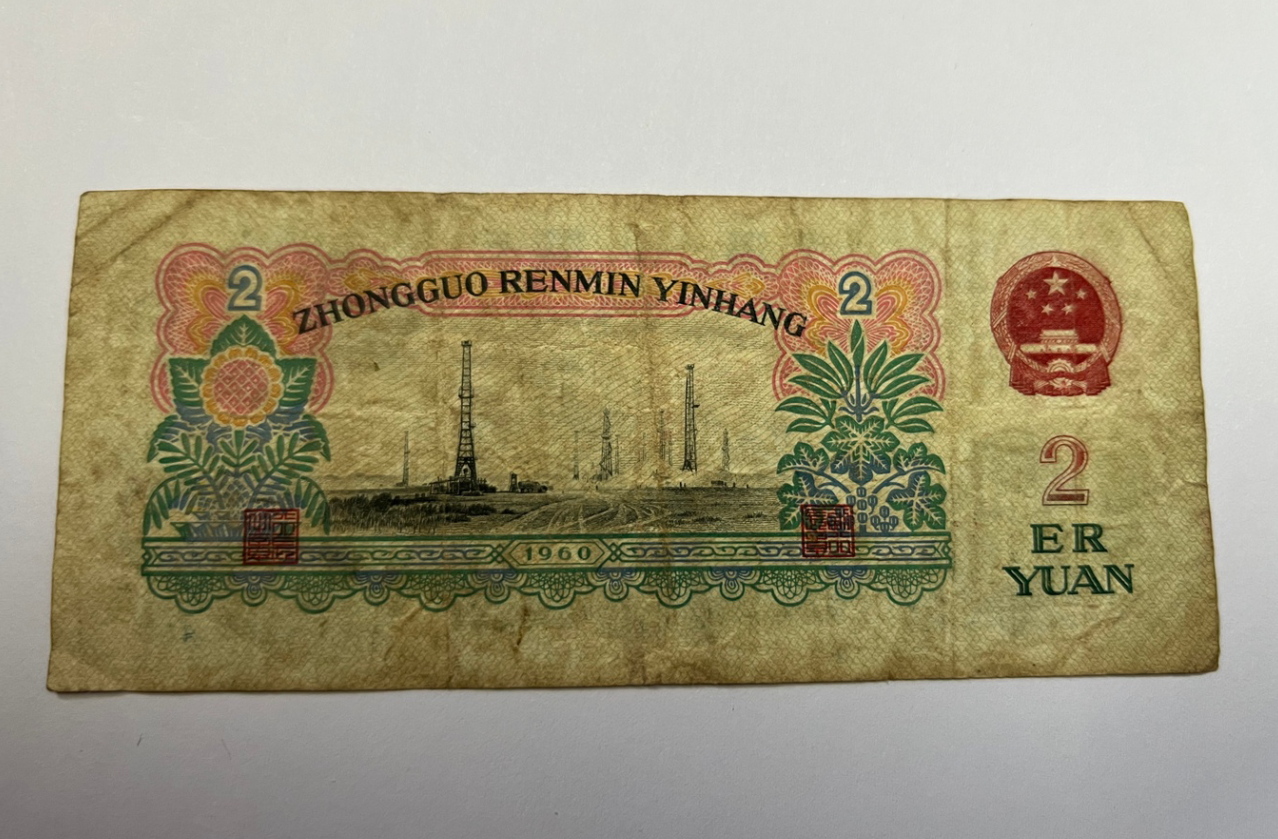 2
ZHONGGUO RENMIN YINHANG
2
1960
2
ER
YUAN